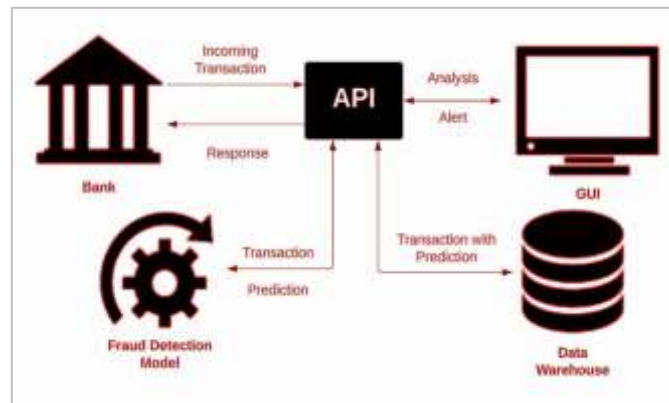 Incoming
Transaction
API
Analysis
Alert
Response
Bank
GUI
Transaction
Prediction
Transaction with
Prediction
Fraud Detection
Model
Data
Warehouse